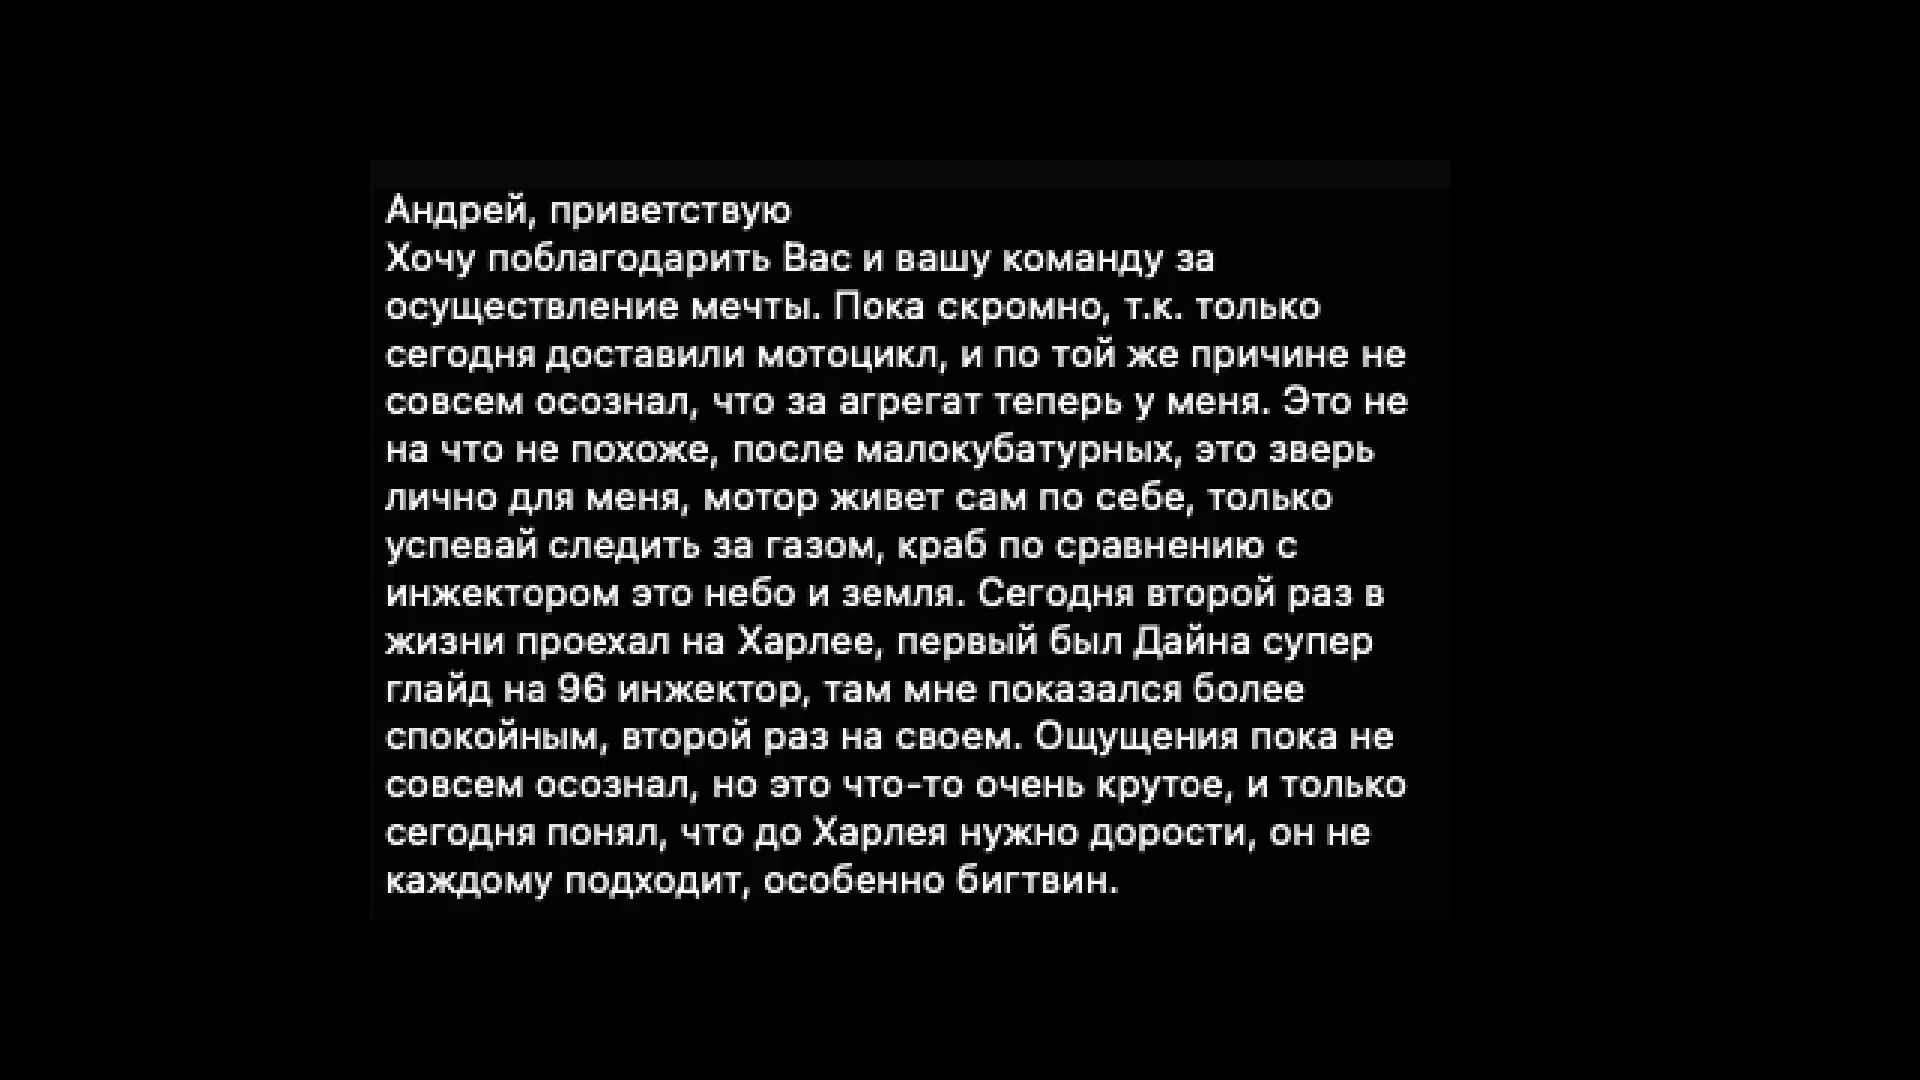 Андрей, приветствую
Хочу поблагодарить Вас и вашу команду за
осуществление мечты. Пока скромно, т.к. только
сегодня доставили мотоцикл, и по той же причине не
совсем осознал, что за агрегат теперь у меня. Это не
на что не похоже, после малокубатурных, это зверь
лично для меня, мотор живет сам по себе, только
успевай следить за газом, краб по сравнению с
инжектором это небо и земля. Сегодня второй раз в
жизни проехал на Харлее, первый был Дайна супер
глайд на 96 инжектор, там мне показался более
спокойным, второй раз на своем. Ощущения пока не
совсем осознал, но это что-то очень крутое, и только
сегодня понял, что до Харлея нужно дорости, он не
каждому подходит, особенно бигтвин.